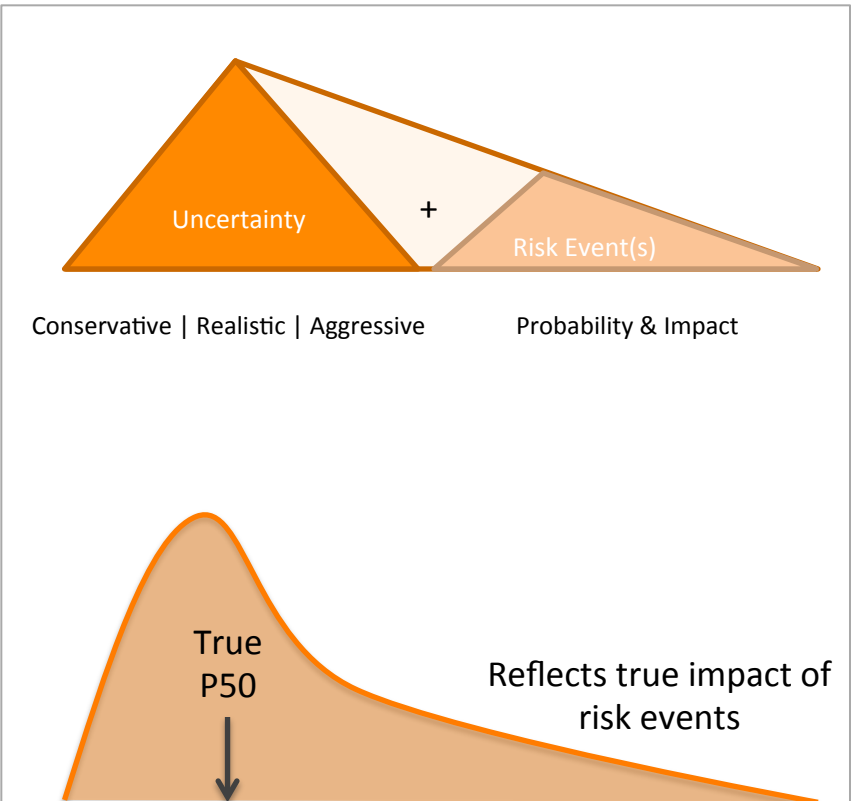 Uncertainty
+
Risk Event(s)
Conservative | Realistic | Aggressive
Probability & Impact
True
P50
Reflects true impact of
risk events